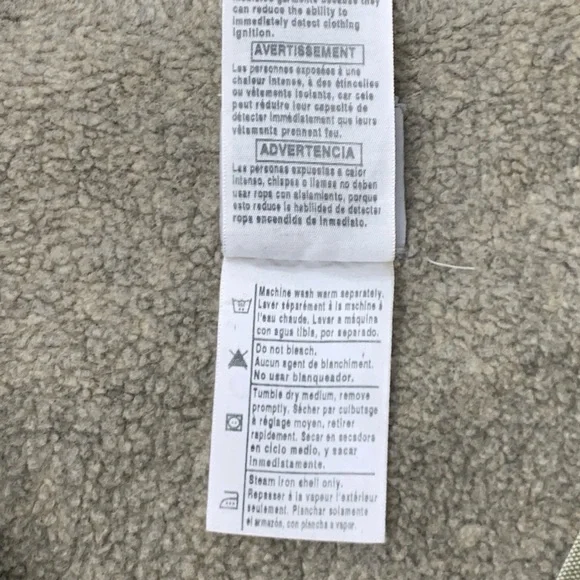 insulated garments because they
can reduce the ability to
immediately detect clothing
ignition.
AVERTISSEMENT
Les personnes exposées à une
chaleur intense, à des étincelles
ou vêtements isolants, car cela
peut réduire leur capacité de
détecter immédiatement que leurs
vêtements prennent feu.
ADVERTENCIA
Las personas expuestas a calor
intenso, chispas o llamas no deben
usar ropa con aislamiento, porque
esto reduce la habilidad de detectar
ropa encendida de inmediato.
Machine wash warm separately.
Laver séparément à la machine à
l'eau chaude. Lavar a máquina
con agua tibia, por separado.
Do not bleach.
Aucun agent de blanchiment.
No usar blanqueador.
Tumble dry medium, remove
promptly. Sécher par culbutage
à réglage moyen, retirer
rapidement. Secar en secadora
en ciclo medio, y sacar
inmediatamente.
Steam iron shell only.
Repasser à la vapeur l'extérieur
seulement. Planchar solamente
el armazón, con plancha a vapor.